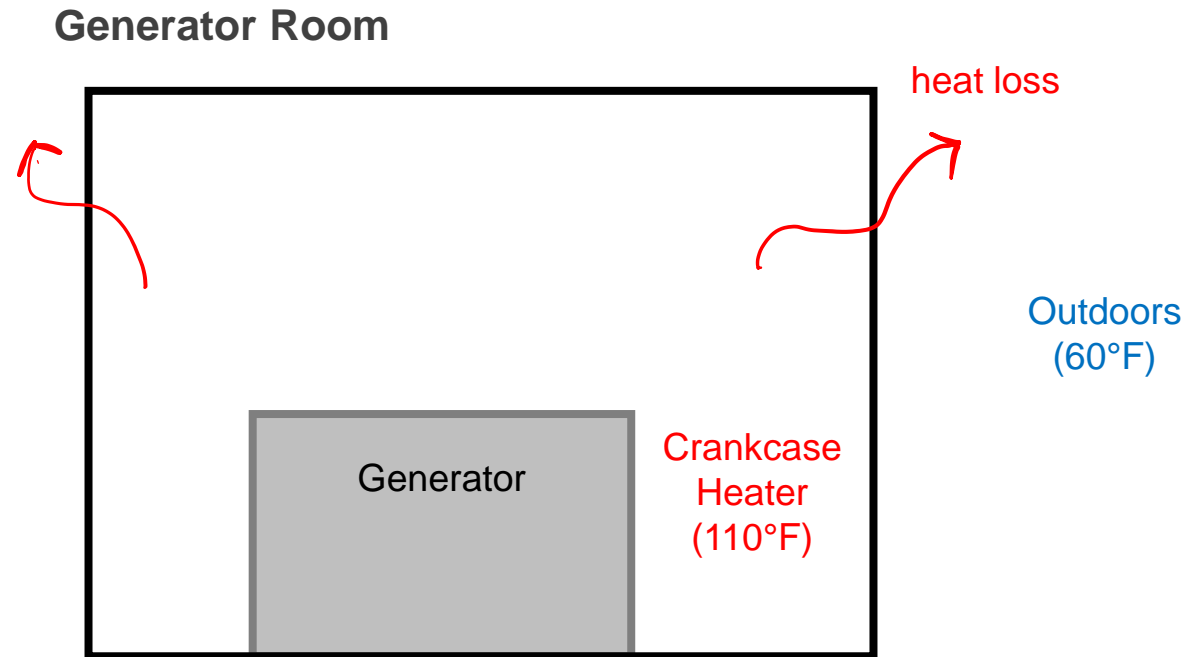 Generator Room
heat loss
Outdoors
(60°F)
Crankcase
Heater
(110°F)
Generator